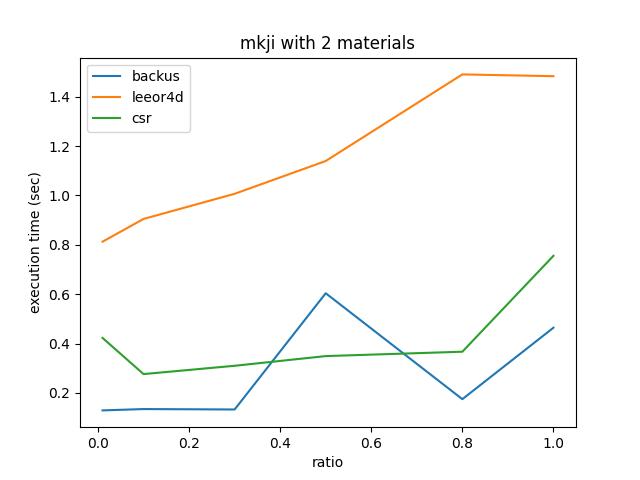 mkji with 2 materials
backus
leeor4d
csr
execution time (sec)
1.4
1.2
1.0
0.8
0.6
0.4
0.2
0.0 0.2 0.4 0.6 0.8 1.0
ratio